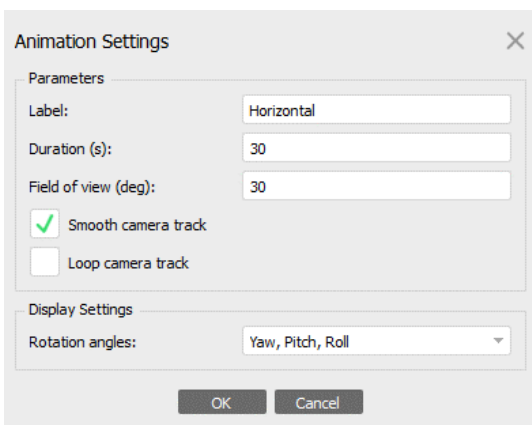 Animation Settings
Parameters
Label: Horizontal
Duration (s): 30
Field of view (deg): 30
Smooth camera track
Loop camera track
Display Settings
Rotation angles: Yaw, Pitch, Roll
OK Cancel